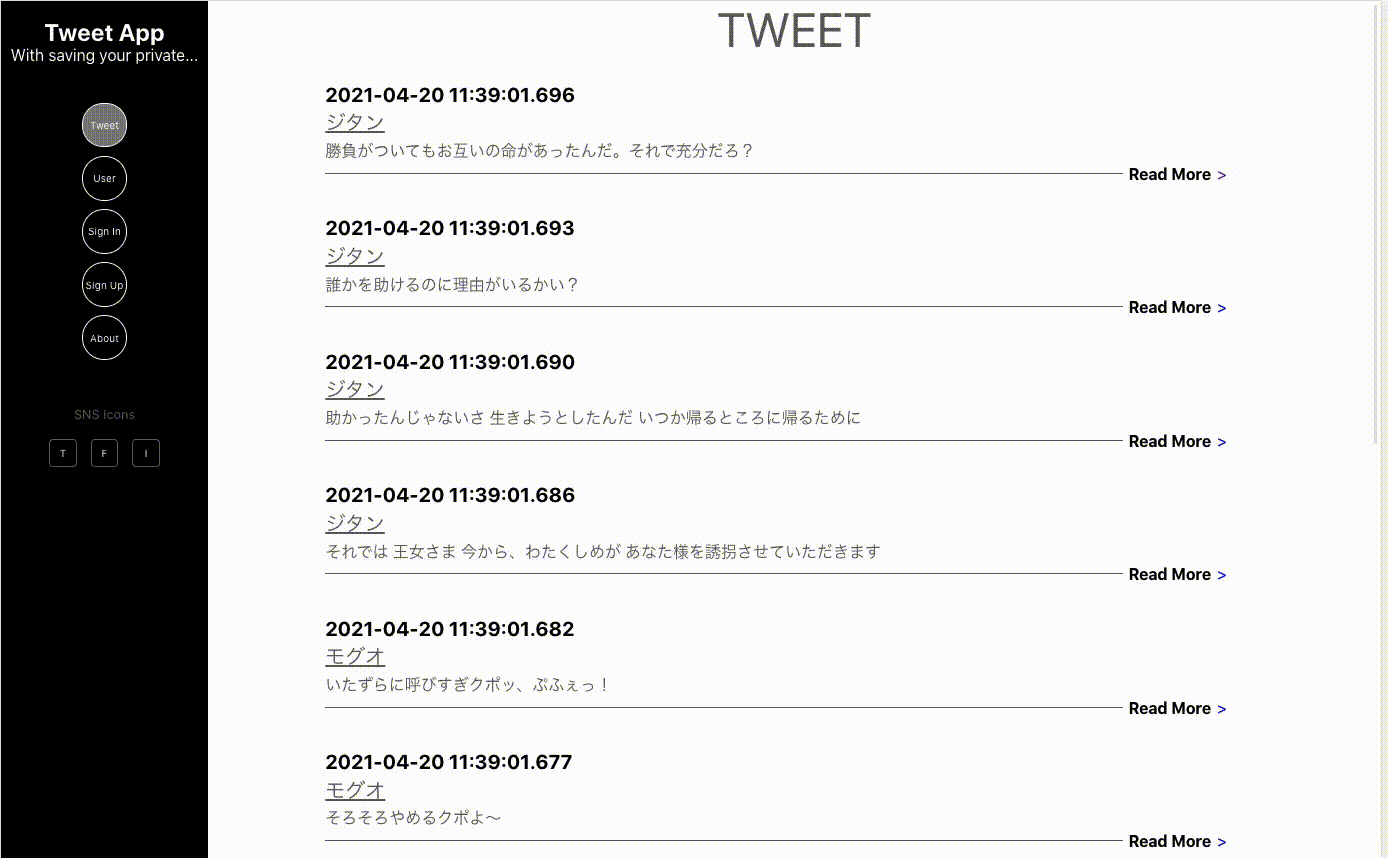 Tweet App
With saving your private...
Tweet
User
Sign In
Sign Up
About
SNS icons
T F I
TWEET
2021-04-20 11:39:01.696
ジタン
勝負がついてもお互いの命があったんだ。それで充分だろ？
Read More >
2021-04-20 11:39:01.693
ジタン
誰かを助けるのに理由がいるかい？
Read More >
2021-04-20 11:39:01.690
ジタン
助かったんじゃないさ 生きようとしたんだ いつか帰るところに帰るために
Read More >
2021-04-20 11:39:01.686
ジタン
それでは 王女さま 今から、わたくしめが あなた様を誘拐させていただきます
Read More >
2021-04-20 11:39:01.682
モグオ
いたずらに呼びすぎクポッ、ぷふぇっ！
Read More >
2021-04-20 11:39:01.677
モグオ
そろそろやめるクポよ〜
Read More >